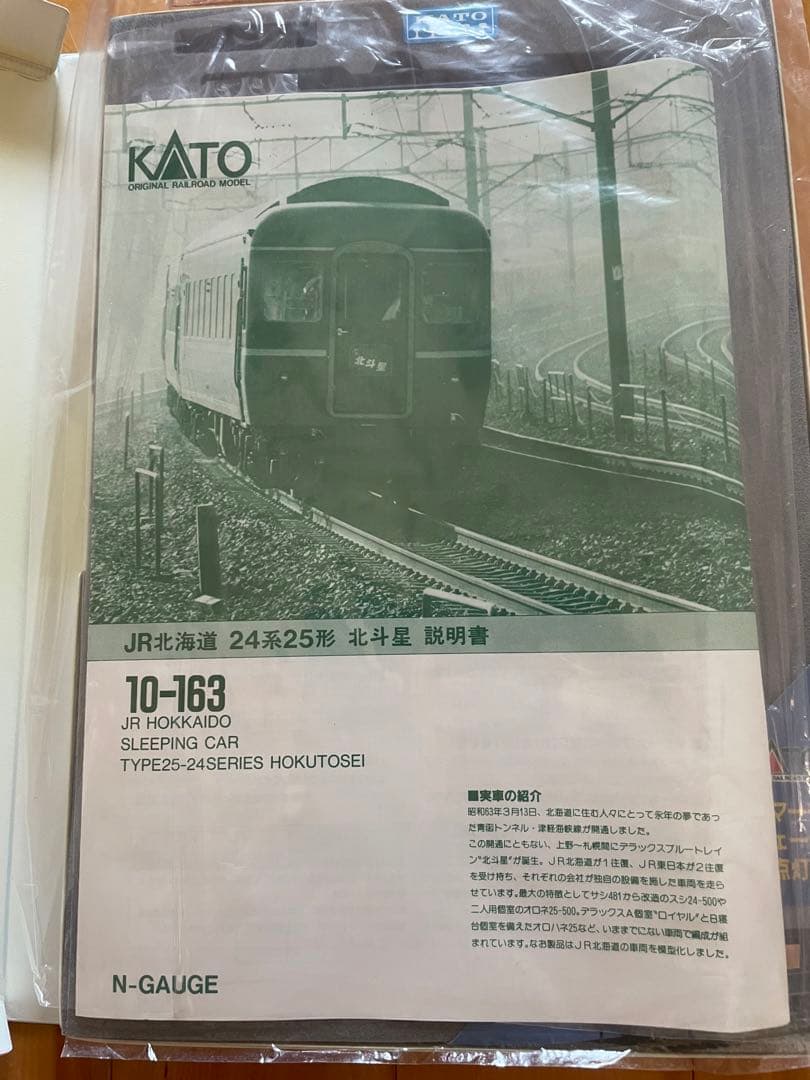 KATO
KATO
ORIGINAL RAILROAD MODEL
北斗星
JR北海道 24系25形 北斗星 説明書
10-163
JR HOKKAIDO
SLEEPING CAR
TYPE25-24SERIES HOKUTOSEI
■実車の紹介
昭和63年3月13日、北海道に住む人々にとって永年の夢であっ
た青函トンネル・津軽海峡線が開通しました。
この開通にともない、上野〜札幌間にデラックスブルートレイ
ン"北斗星"が誕生。JR北海道が1往復、JR東日本が2往復
を受け持ち、それぞれの会社が独自の設備を施した車両を走ら
せています。最大の特徴としてサシ481から改造のスシ24-500や
二人用個室のオロネ25-500。デラックスA個室"ロイヤル"とB寝
台個室を備えたオロハネ25など、いままでにない車両で編成が組
まれています。なお製品はJR北海道の車両を模型化しました。
N-GAUGE
マー
ェー
点灯